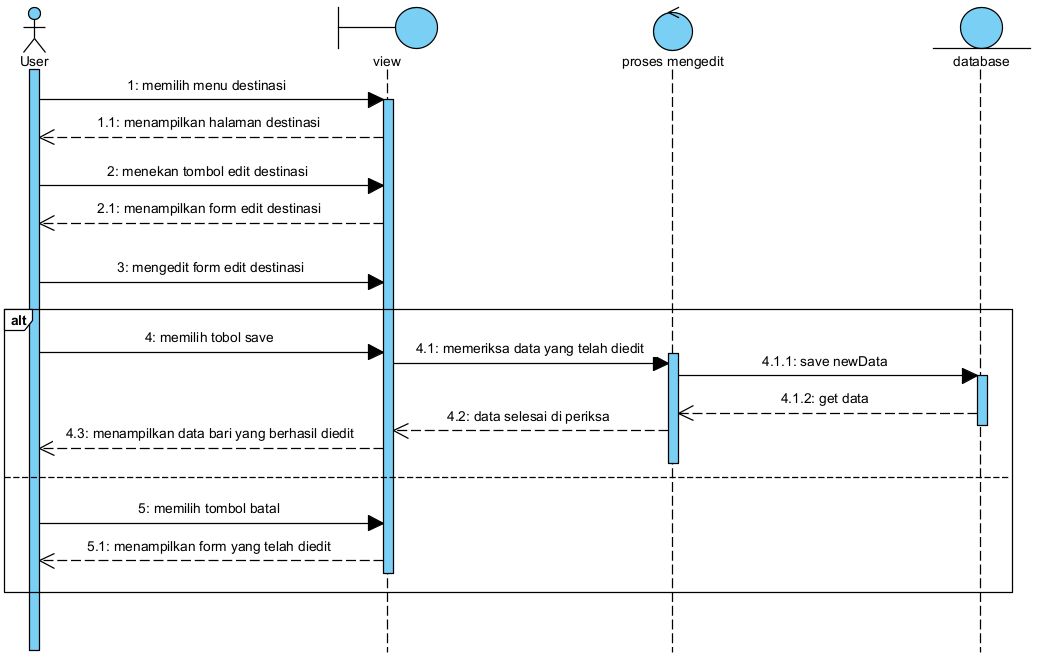 User
view
proses mengedit
database
1: memilih menu destinasi
1.1: menampilkan halaman destinasi
2: menekan tombol edit destinasi
2.1: menampilkan form edit destinasi
3: mengedit form edit destinasi
alt
4: memilih tobol save
4.1: memeriksa data yang telah diedit
4.1.1: save newData
4.1.2: get data
4.2: data selesai di periksa
4.3: menampilkan data bari yang berhasil diedit
5: memilih tombol batal
5.1: menampilkan form yang telah diedit